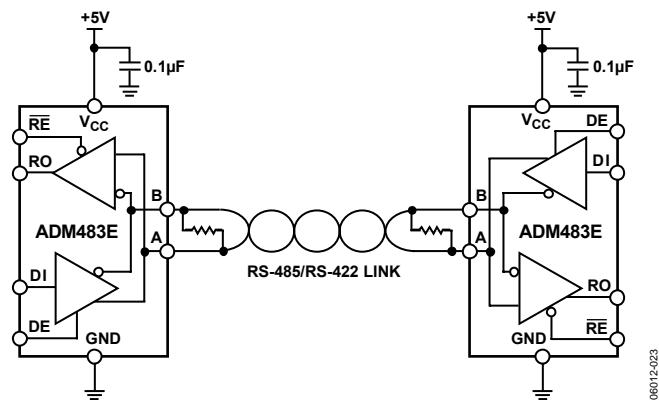 +5V
+5V
0.1µF
0.1µF
RE
VCC
VCC
DE
RO
DI
B
B
ADM483E
A
A
ADM483E
RS-485/RS-422 LINK
DI
RO
DE
GND
GND
RE
06012-023